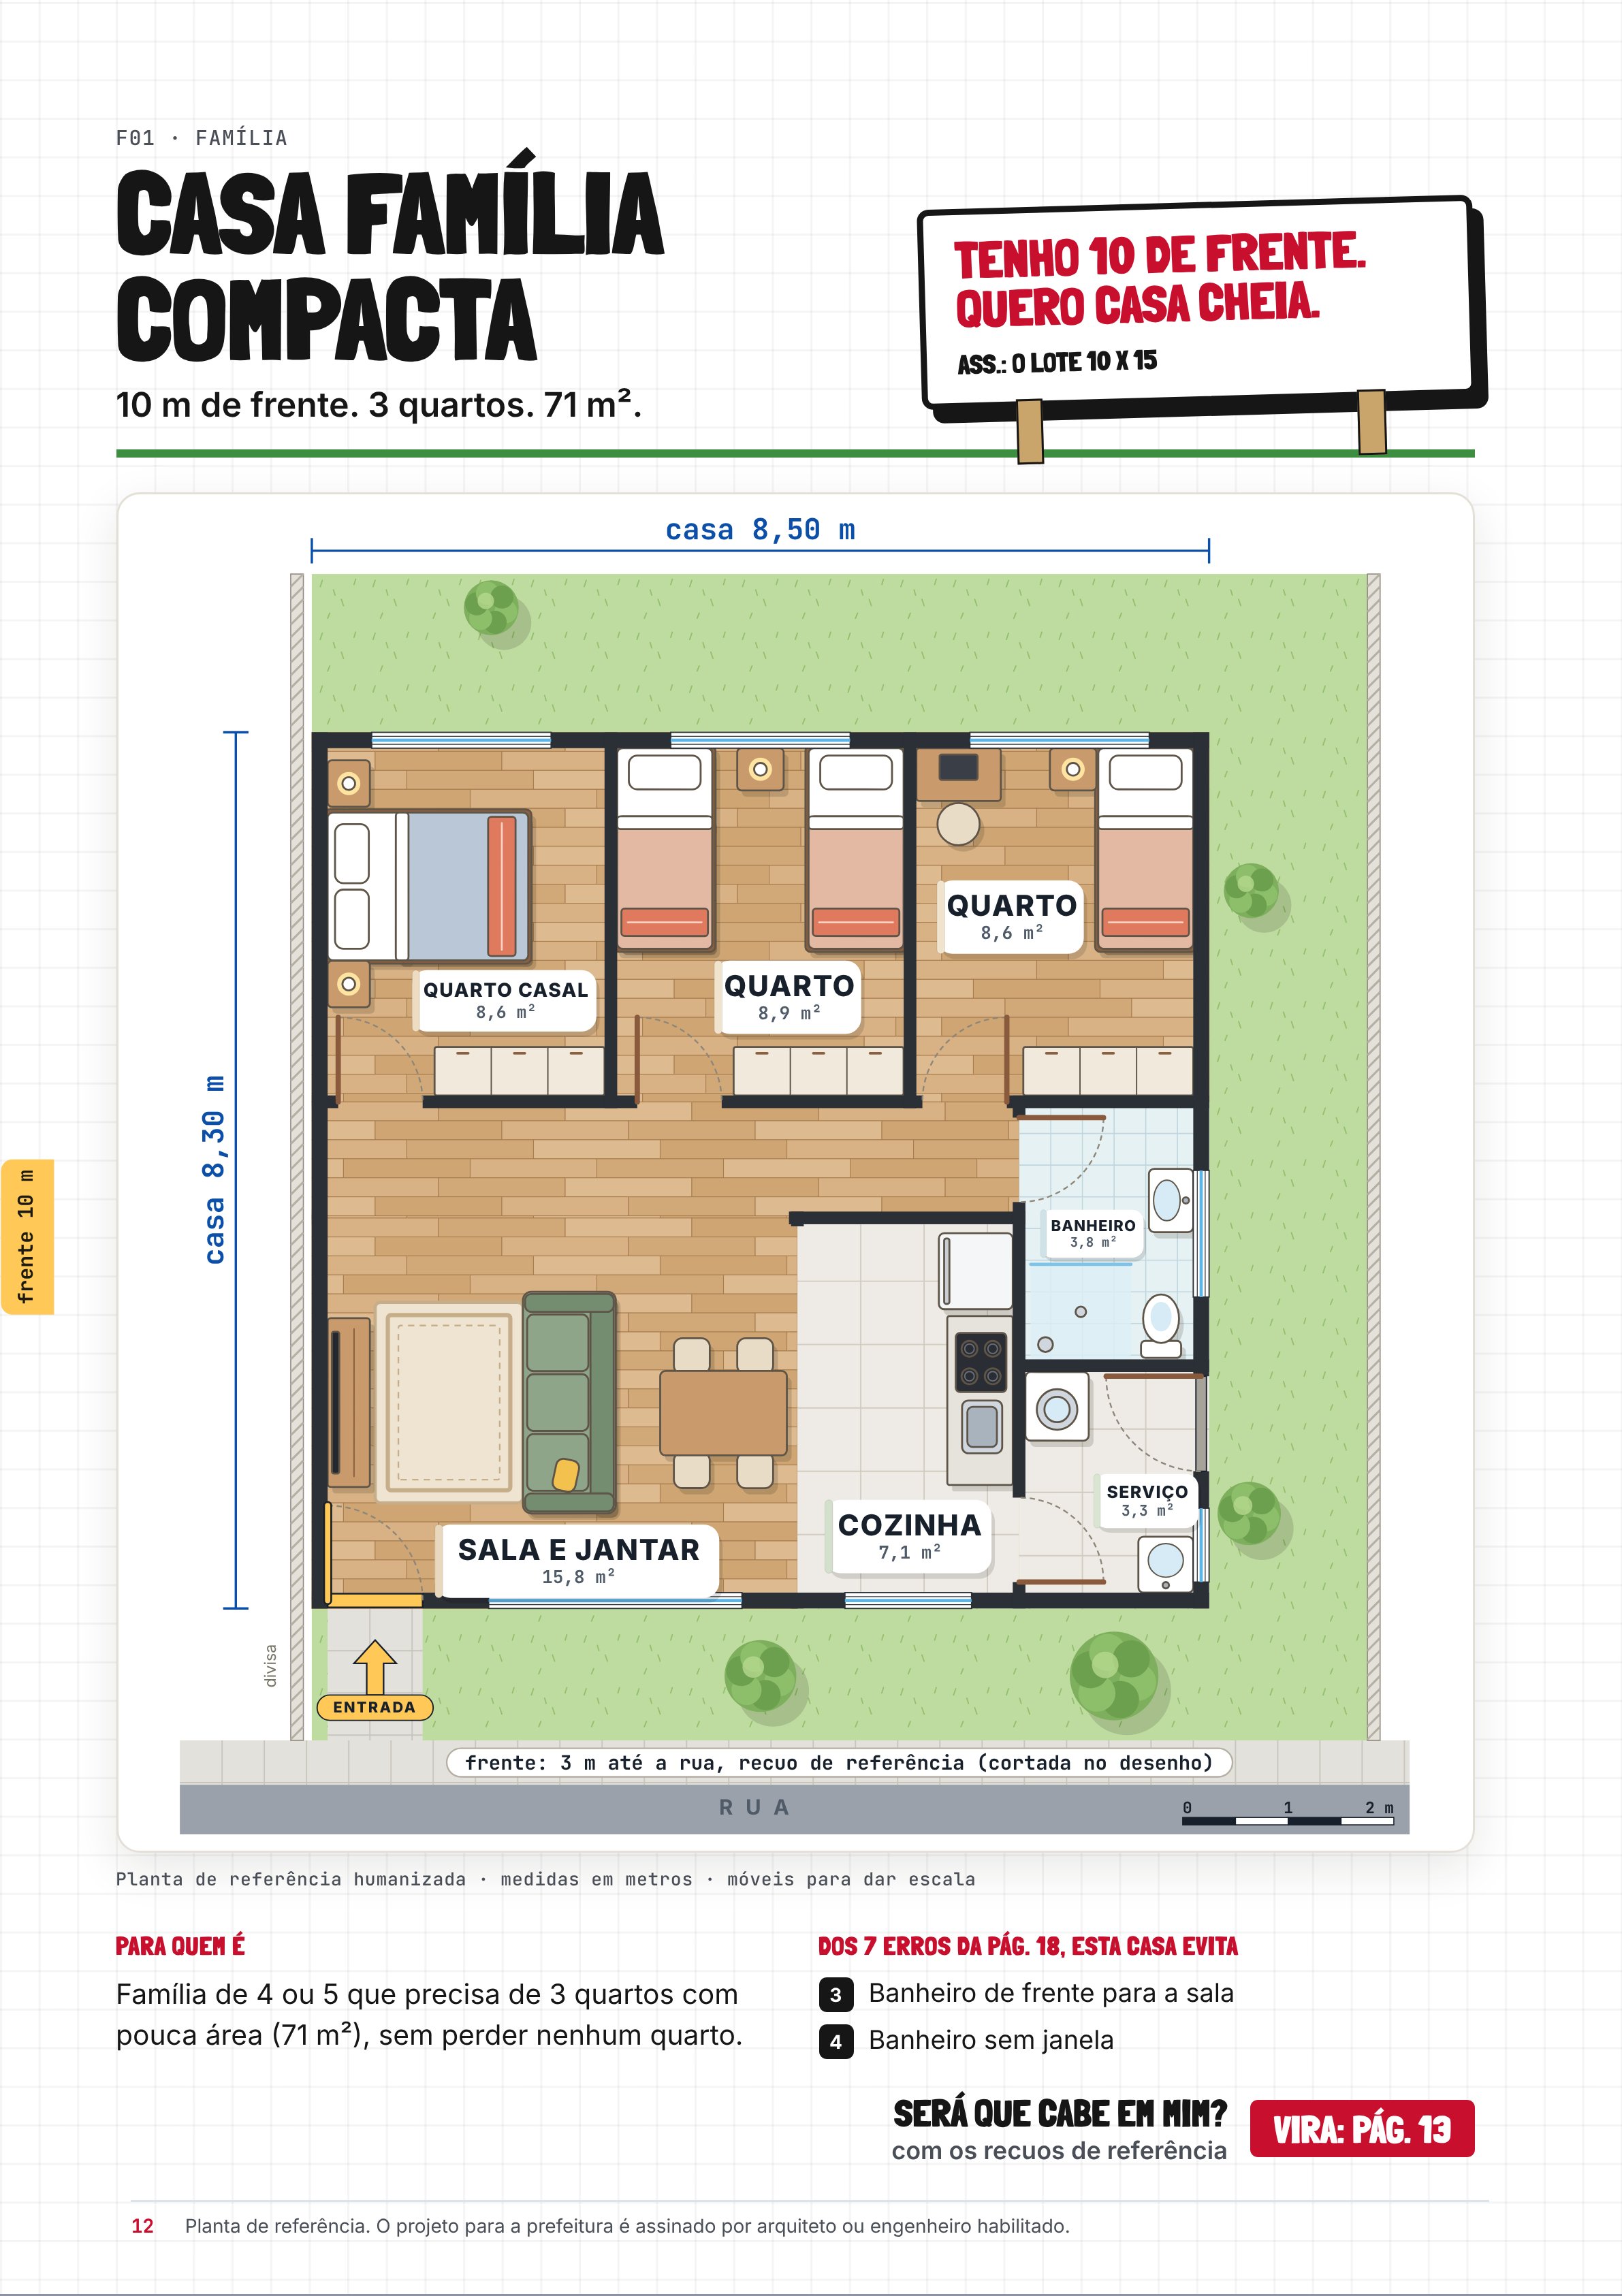 F01 · FAMÍLIA
CASA FAMÍLIA
COMPACTA
10 m de frente. 3 quartos. 71 m².
TENHO 10 DE FRENTE.
QUERO CASA CHEIA.
ASS.: O LOTE 10 X 15
casa 8,50 m
casa 8,30 m
frente 10 m
QUARTO CASAL
8,6 m²
QUARTO
8,9 m²
QUARTO
8,6 m²
BANHEIRO
3,8 m²
SERVIÇO
3,3 m²
COZINHA
7,1 m²
SALA E JANTAR
15,8 m²
divisa
ENTRADA
frente: 3 m até a rua, recuo de referência (cortada no desenho)
RUA
0 1 2 m
Planta de referência humanizada · medidas em metros · móveis para dar escala
PARA QUEM É
Família de 4 ou 5 que precisa de 3 quartos com
pouca área (71 m²), sem perder nenhum quarto.
DOS 7 ERROS DA PÁG. 18, ESTA CASA EVITA
3 Banheiro de frente para a sala
4 Banheiro sem janela
SERÁ QUE CABE EM MIM?
com os recuos de referência
VIRA: PÁG. 13
12 Planta de referência. O projeto para a prefeitura é assinado por arquiteto ou engenheiro habilitado.